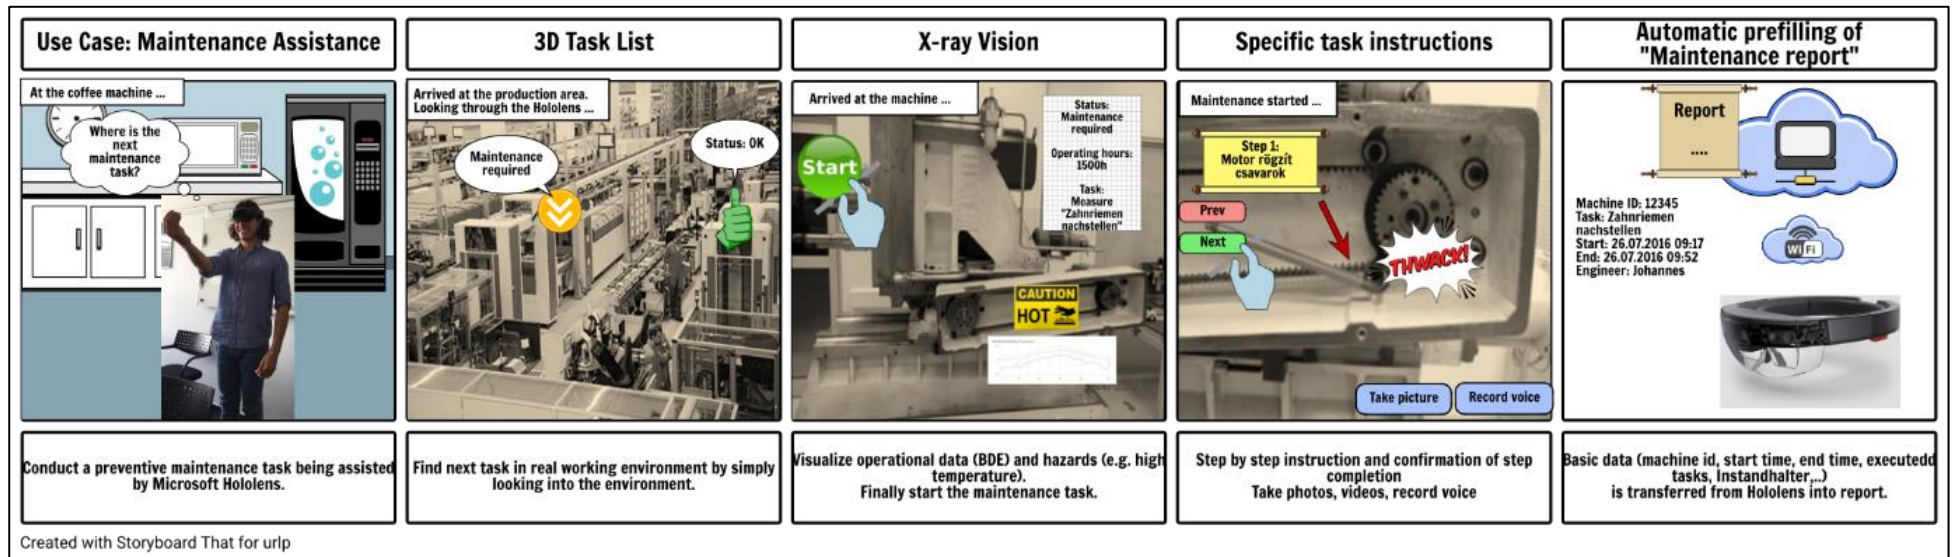 Use Case: Maintenance Assistance
3D Task List
X-ray Vision
Specific task instructions
Automatic prefilling of
"Maintenance report"
At the coffee machine ...
Where is the
next
maintenance
task?
Arrived at the production area.
Looking through the Hololens ...
Maintenance
required
Status: OK
Arrived at the machine ...
Start
Status:
Maintenance
required
Operating hours:
1500h
Task:
Measure
"Zahnriemen
nachstellen"
CAUTION
HOT
Maintenance started ...
Step 1:
Motor rögzít
csavarok
Prev
Next
THWACK!
Take picture
Record voice
Report
....
Machine ID: 12345
Task: Zahnriemen
nachstellen
Start: 26.07.2016 09:17
End: 26.07.2016 09:52
Engineer: Johannes
Wi Fi
Conduct a preventive maintenance task being assisted
by Microsoft Hololens.
Find next task in real working environment by simply
looking into the environment.
Visualize operational data (BDE) and hazards (e.g. high
temperature).
Finally start the maintenance task.
Step by step instruction and confirmation of step
completion
Take photos, videos, record voice
Basic data (machine id, start time, end time, executedd
tasks, Instandhalter,..)
is transferred from Hololens into report.
Created with Storyboard That for urlp